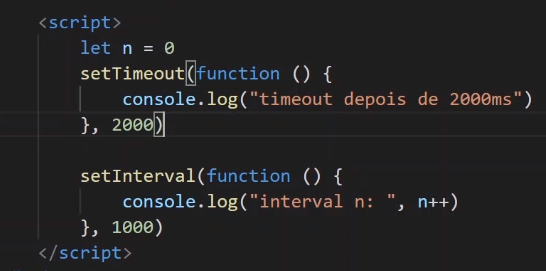 <script>
let n = 0
setTimeout(function () {
console.log("timeout depois de 2000ms")
}, 2000)
setInterval(function () {
console.log("interval n: ", n++)
}, 1000)
</script>